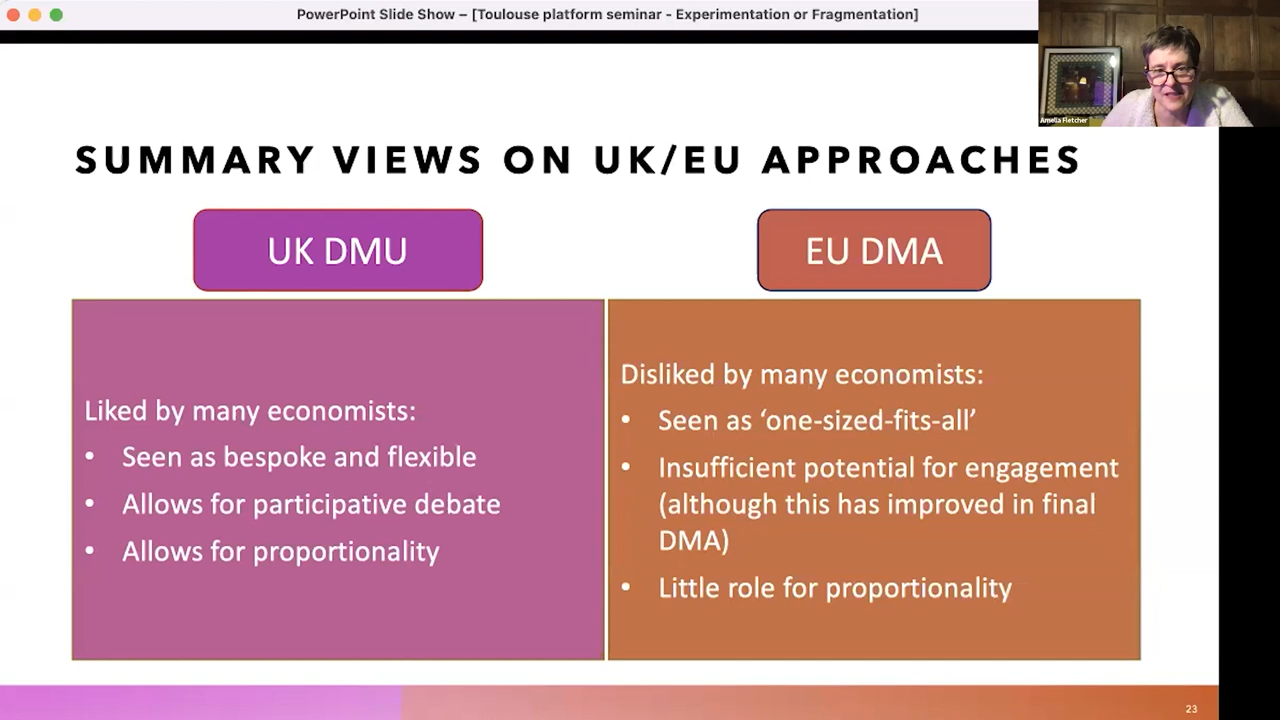 PowerPoint Slide Show – [Toulouse platform seminar - Experimentation or Fragmentation]
Amelia Fletcher
SUMMARY VIEWS ON UK/EU APPROACHES
UK DMU
Liked by many economists:
• Seen as bespoke and flexible
• Allows for participative debate
• Allows for proportionality
EU DMA
Disliked by many economists:
• Seen as ‘one-sized-fits-all’
• Insufficient potential for engagement
(although this has improved in final
DMA)
• Little role for proportionality
23